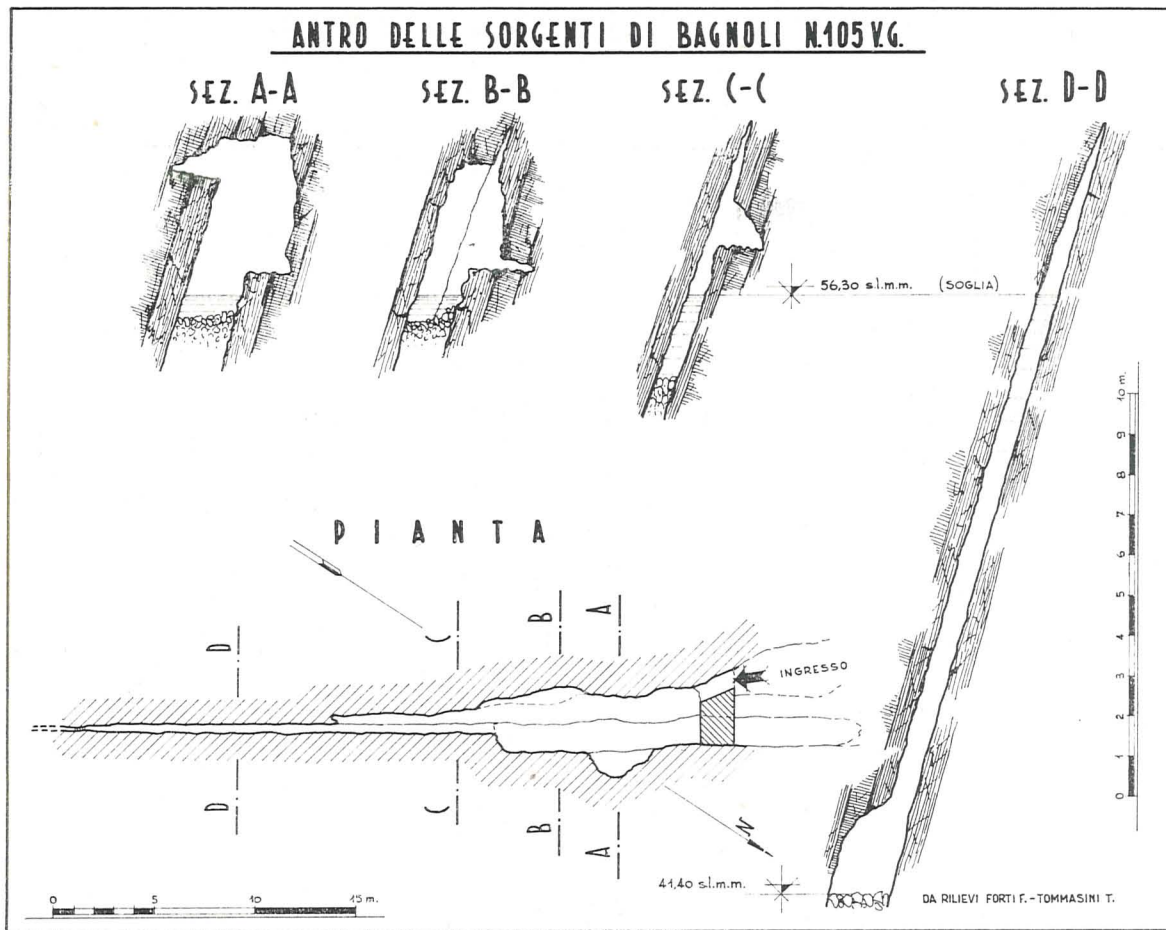 ANTRO DELLE SORGENTI DI BAGNOLI N.105 V.G.
SEZ. A-A
SEZ. B-B
SEZ. C-C
SEZ. D-D
56,30 s.l.m.m. (SOGLIA)
10 m.
9
8
7
6
5
4
3
2
1
0
PIANTA
D
C
B
A
INGRESSO
D
C
B
A
N
41,40 s.l.m.m.
0 5 10 15 m.
DA RILIEVI FORTI F. - TOMMASINI T.